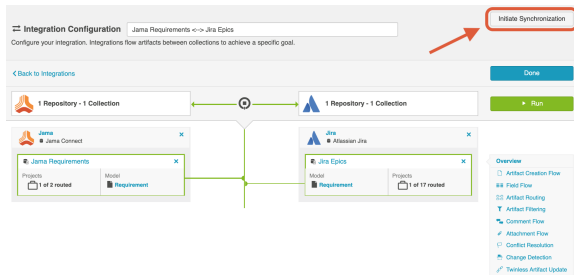 Initiate Synchronization
Integration Configuration Jama Requirements <--> Jira Epics
Configure your integration. Integrations flow artifacts between collections to achieve a specific goal.
Back to Integrations
Done
1 Repository - 1 Collection
1 Repository - 1 Collection
Run
Jama
Jama Connect
Jira
Atlassian Jira
Jama Requirements
Projects
1 of 2 routed
Model
Requirement
Jira Epics
Model
Requirement
Projects
1 of 17 routed
Overview
Artifact Creation Flow
Field Flow
Artifact Routing
Artifact Filtering
Comment Flow
Attachment Flow
Conflict Resolution
Change Detection
Twinless Artifact Update